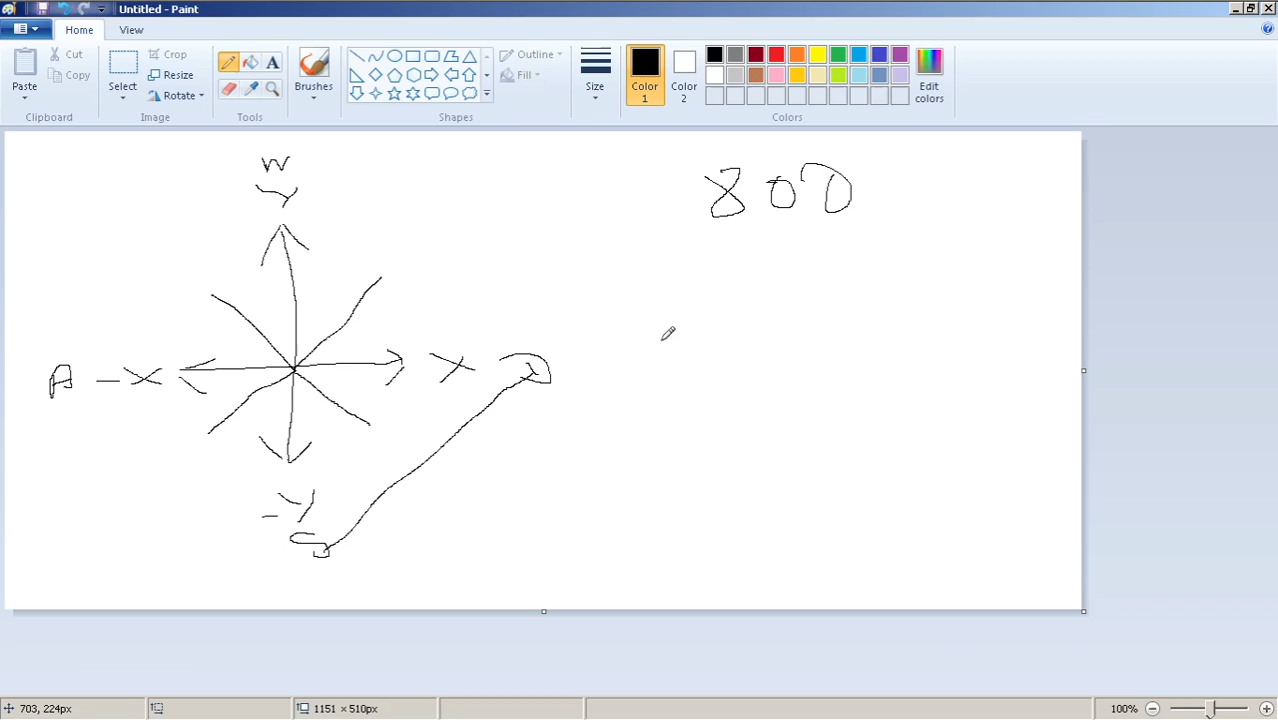 Untitled - Paint
Home View
Paste Cut Copy Clipboard
Select Crop Resize Rotate Image
Tools
Brushes
Outline Fill Shapes
Size
Color 1 Color 2
Edit colors
Colors
W
Y
A -X X D
-Y
S
80D
703, 224px
1151 × 510px
100%